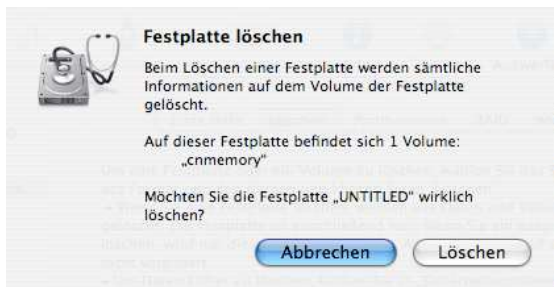 Festplatte löschen
Beim Löschen einer Festplatte werden sämtliche
Informationen auf dem Volume der Festplatte
gelöscht.
Auf dieser Festplatte befindet sich 1 Volume:
„cnmemory“
Möchten Sie die Festplatte „UNTITLED“ wirklich
löschen?
Abbrechen
Löschen